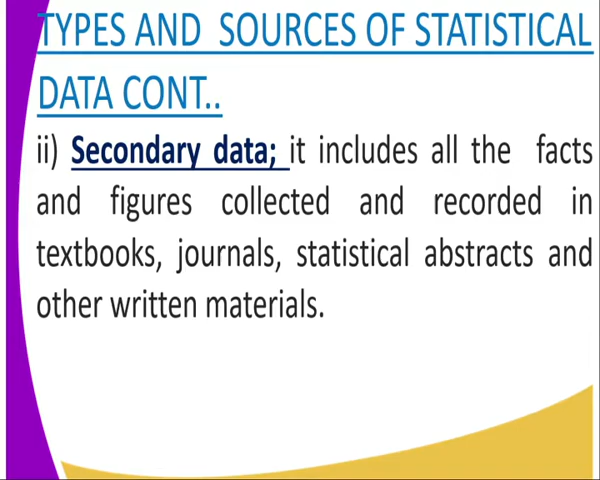 TYPES AND SOURCES OF STATISTICAL
DATA CONT..
ii) Secondary data; it includes all the facts
and figures collected and recorded in
textbooks, journals, statistical abstracts and
other written materials.